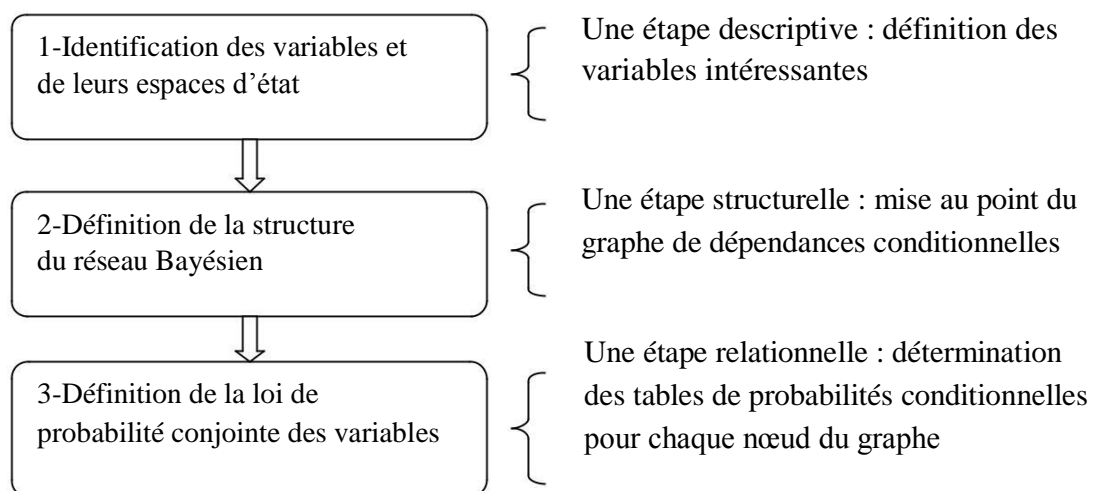 1-Identification des variables et
de leurs espaces d’état
Une étape descriptive : définition des
variables intéressantes
2-Définition de la structure
du réseau Bayésien
Une étape structurelle : mise au point du
graphe de dépendances conditionnelles
3-Définition de la loi de
probabilité conjointe des variables
Une étape relationnelle : détermination
des tables de probabilités conditionnelles
pour chaque nœud du graphe